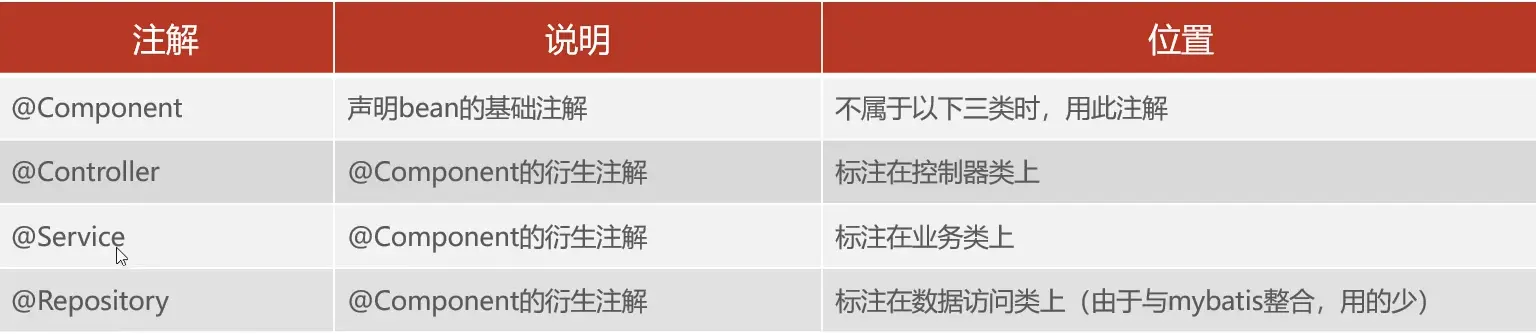 注解 说明 位置
@Component 声明bean的基础注解 不属于以下三类时，用此注解
@Controller @Component的衍生注解 标注在控制器类上
@Service @Component的衍生注解 标注在业务类上
@Repository @Component的衍生注解 标注在数据访问类上（由于与mybatis整合，用的少）